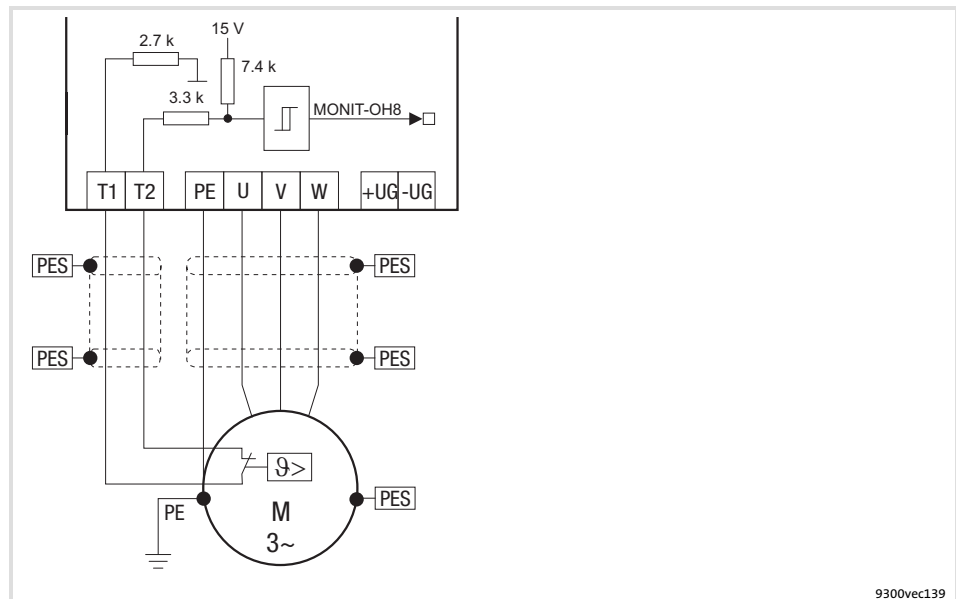 15 V
2.7 k
7.4 k
3.3 k
MONIT-OH8
T1 T2 PE U V W +UG -UG
PES PES
PES PES
ϑ>
PE M PES
3~
9300vec139